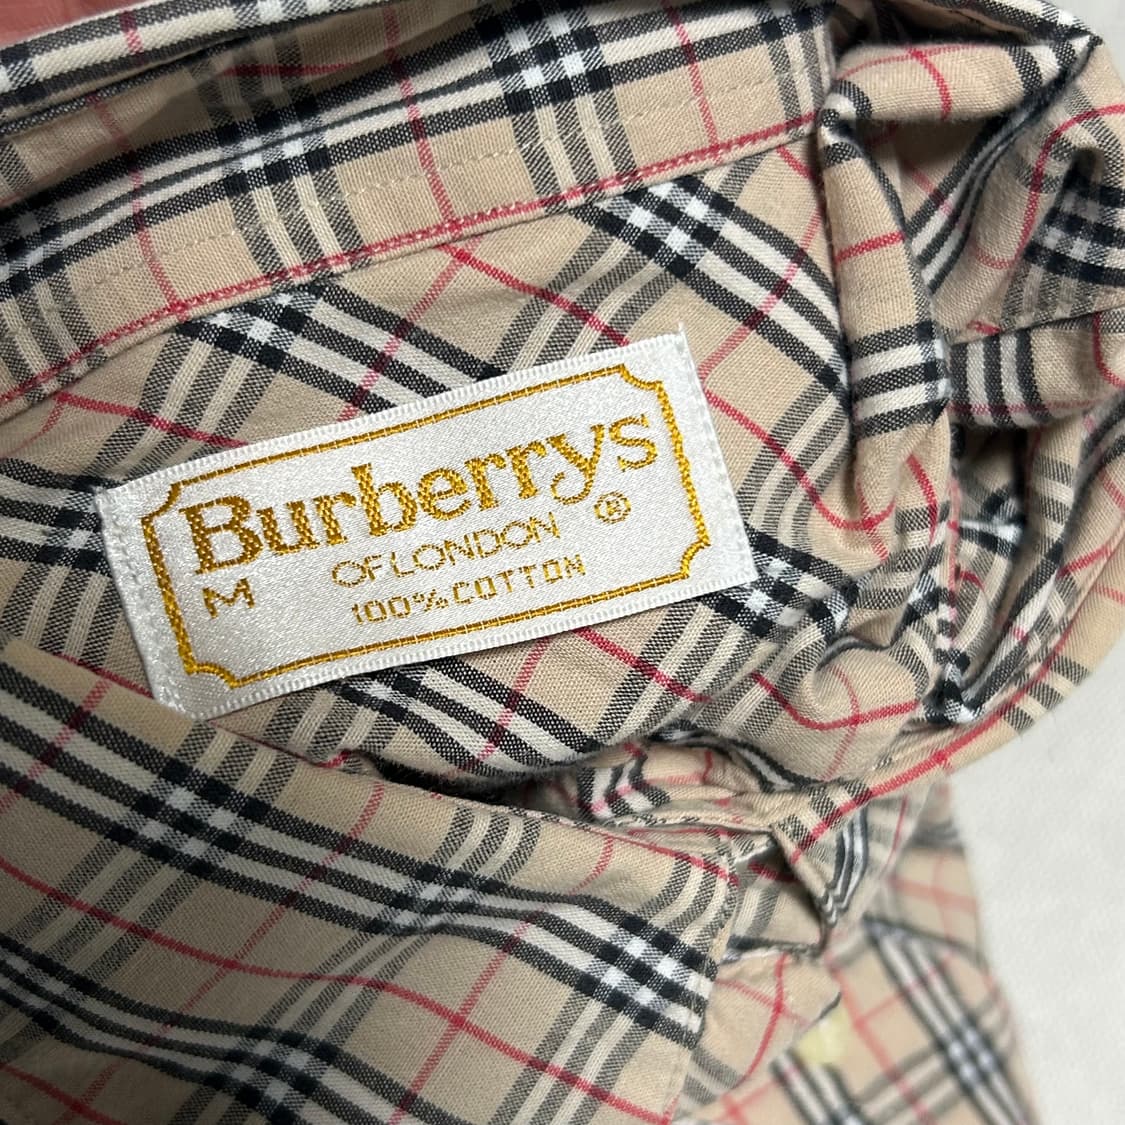 Burberrys
M OF LONDON ®
100% COTTON